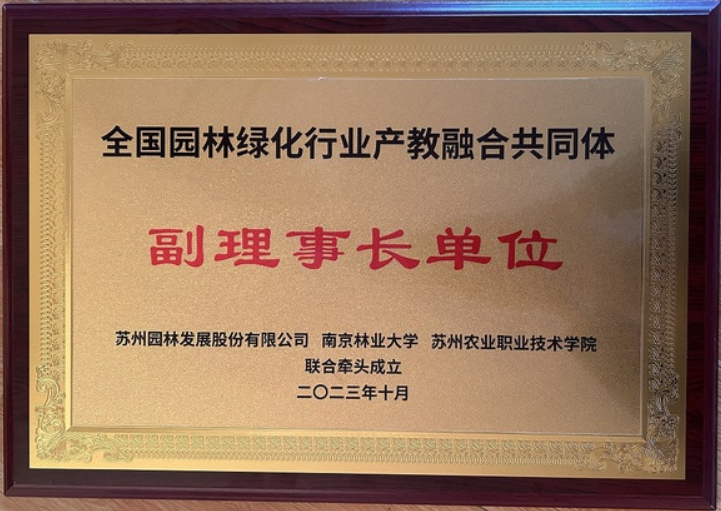 全国园林绿化行业产教融合共同体
副理事长单位
苏州园林发展股份有限公司 南京林业大学 苏州农业职业技术学院
联合牵头成立
二〇二三年十月